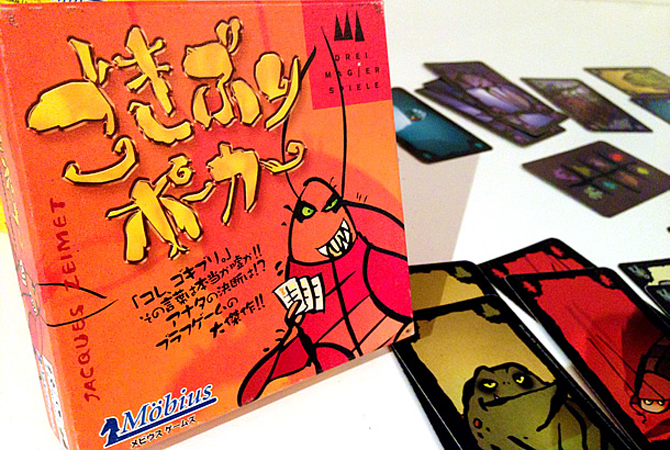 ごきぶり
ポーカー
DREI
MAGIER
SPIELE
JACQUES ZEIMET
「コレ、ゴキブリ。」
その言葉は本当か嘘か!!
アナタの決断は!?
ブラフゲームの
大傑作!!
Möbius
メビウスゲームズ